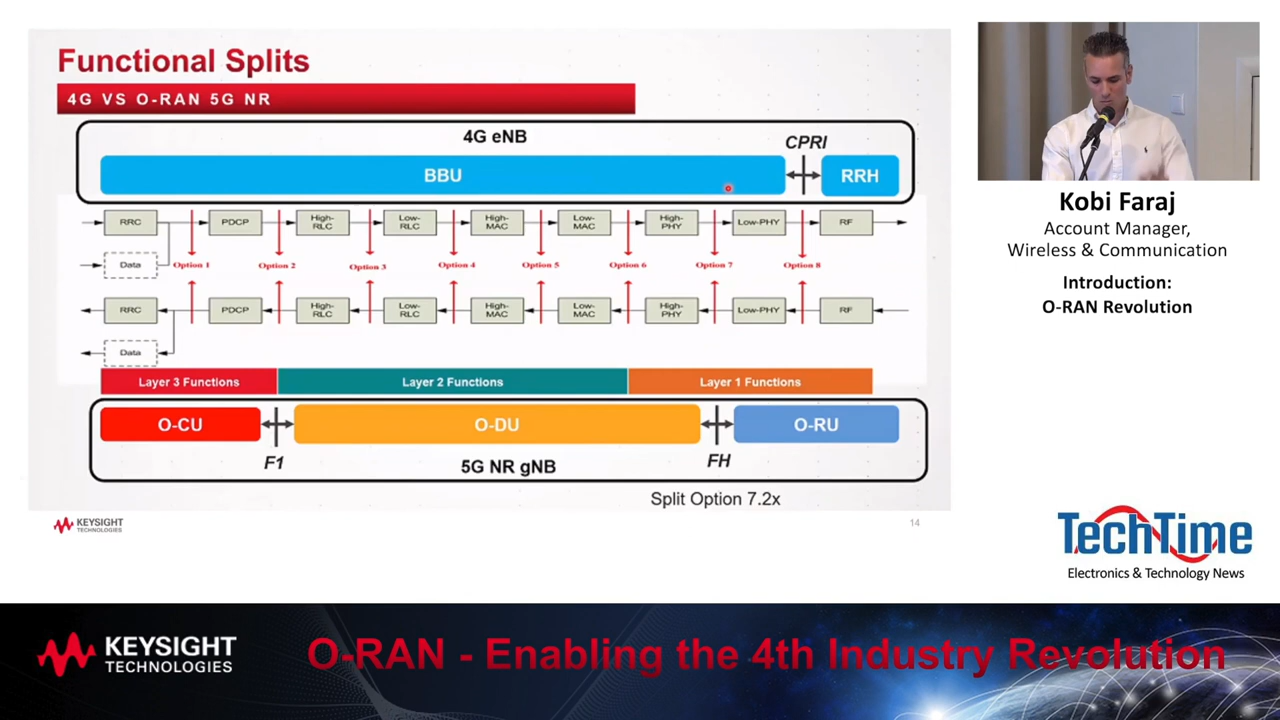 Functional Splits
4G VS O-RAN 5G NR
4G eNB
CPRI
BBU
RRH
RRC
PDCP
High-
RLC
Low-
RLC
High-
MAC
Low-
MAC
High-
PHY
Low-PHY
RF
Data
Option 1
Option 2
Option 3
Option 4
Option 5
Option 6
Option 7
Option 8
RRC
PDCP
High-
RLC
Low-
RLC
High-
MAC
Low-
MAC
High-
PHY
Low-PHY
RF
Data
Layer 3 Functions
Layer 2 Functions
Layer 1 Functions
O-CU
O-DU
O-RU
F1
5G NR gNB
FH
Split Option 7.2x
KEYSIGHT
TECHNOLOGIES
14
Kobi Faraj
Account Manager,
Wireless & Communication
Introduction:
O-RAN Revolution
TechTime
Electronics & Technology News
KEYSIGHT
TECHNOLOGIES
O-RAN - Enabling the 4th Industry Revolution